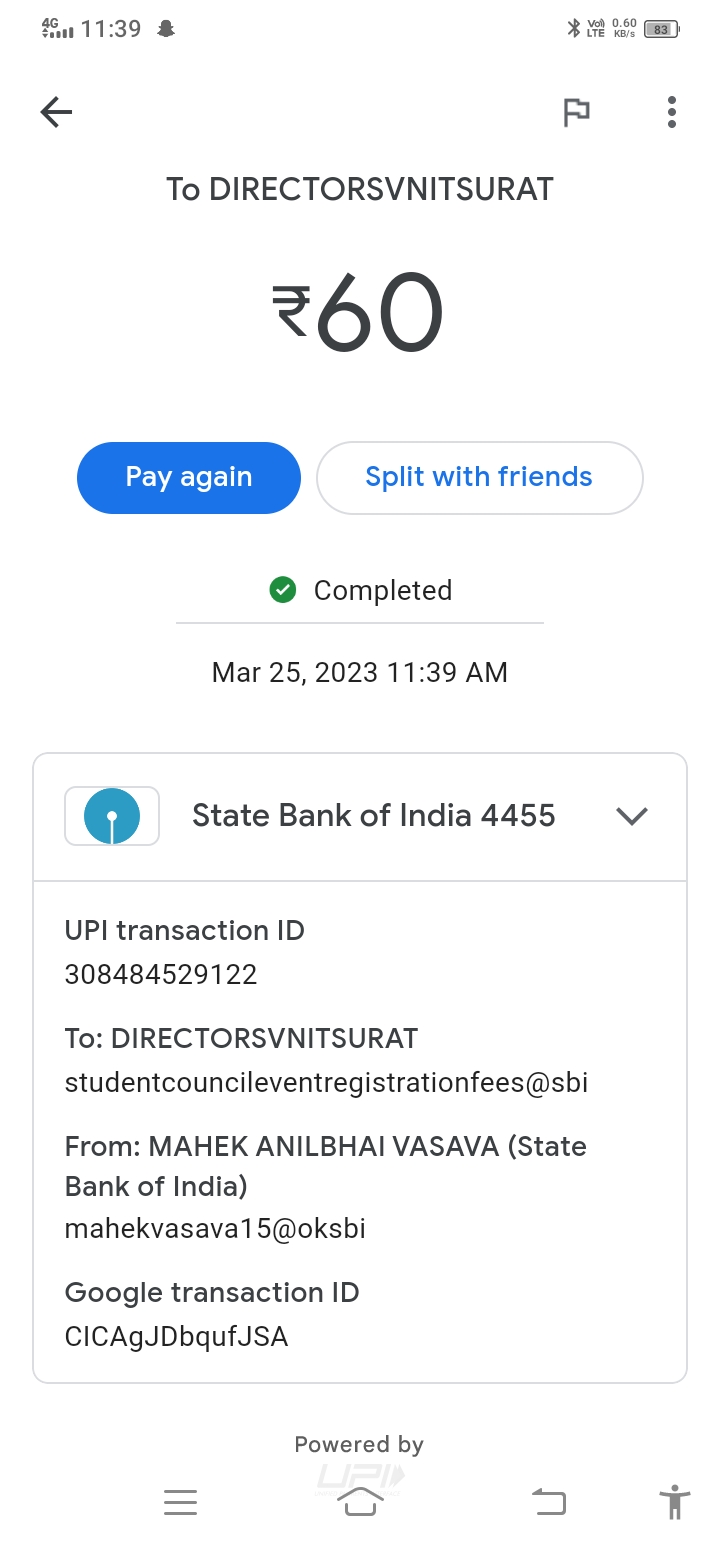 4G 11:39 Vo) LTE 0.60 KB/s 83
To DIRECTORSVNITSURAT
₹60
Pay again Split with friends
Completed
Mar 25, 2023 11:39 AM
State Bank of India 4455
UPI transaction ID
308484529122
To: DIRECTORSVNITSURAT
studentcouncileventregistrationfees@sbi
From: MAHEK ANILBHAI VASAVA (State
Bank of India)
mahekvasava15@oksbi
Google transaction ID
CICAgJDbqufJSA
Powered by
UPI